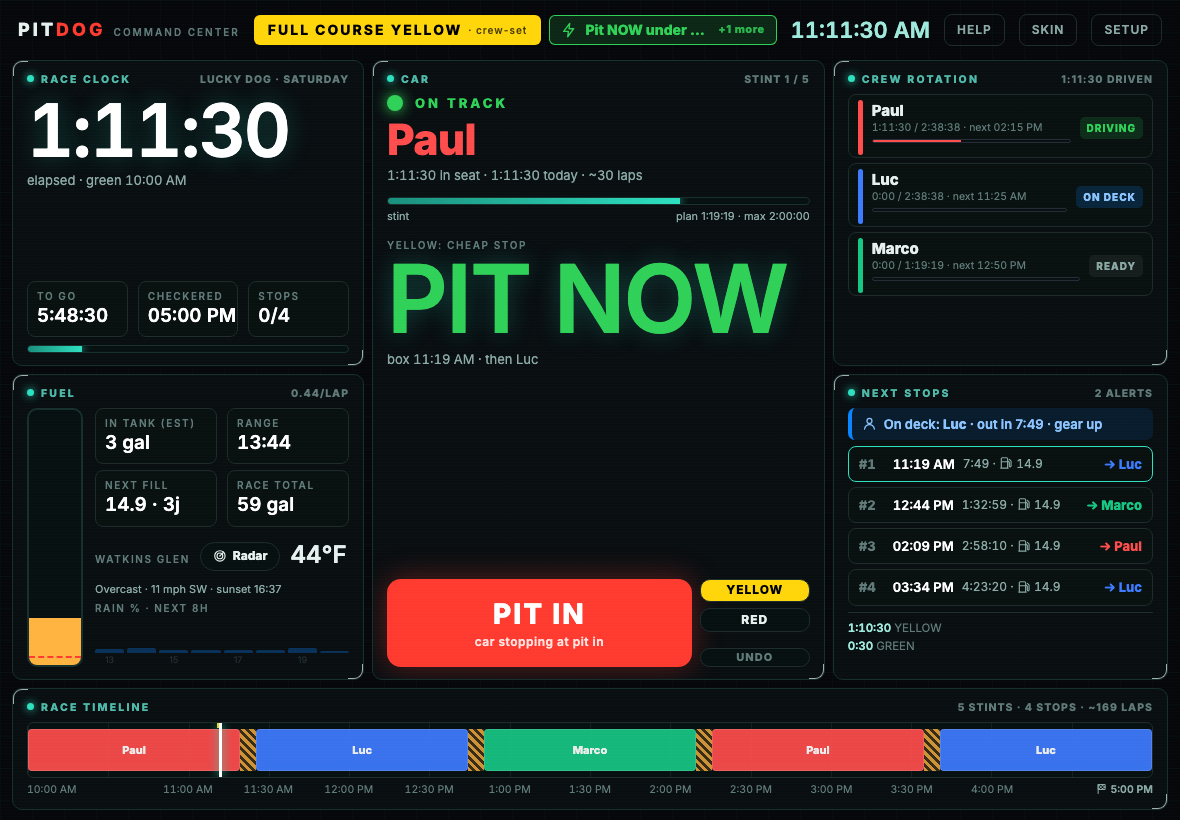 PITDOG COMMAND CENTER
FULL COURSE YELLOW · crew-set
Pit NOW under ... +1 more
11:11:30 AM
HELP
SKIN
SETUP
RACE CLOCK LUCKY DOG · SATURDAY
1:11:30
elapsed · green 10:00 AM
TO GO
5:48:30
CHECKERED
05:00 PM
STOPS
0/4
CAR STINT 1 / 5
ON TRACK
Paul
1:11:30 in seat · 1:11:30 today · ~30 laps
stint plan 1:19:19 · max 2:00:00
YELLOW: CHEAP STOP
PIT NOW
box 11:19 AM · then Luc
PIT IN
car stopping at pit in
YELLOW
RED
UNDO
CREW ROTATION 1:11:30 DRIVEN
Paul
1:11:30 / 2:38:38 · next 02:15 PM
DRIVING
Luc
0:00 / 2:38:38 · next 11:25 AM
ON DECK
Marco
0:00 / 1:19:19 · next 12:50 PM
READY
FUEL 0.44/LAP
IN TANK (EST)
3 gal
RANGE
13:44
NEXT FILL
14.9 · 3j
RACE TOTAL
59 gal
WATKINS GLEN Radar 44°F
Overcast · 11 mph SW · sunset 16:37
RAIN % · NEXT 8H
13 15 17 19
NEXT STOPS 2 ALERTS
On deck: Luc · out in 7:49 · gear up
#1 11:19 AM 7:49 · 14.9 → Luc
#2 12:44 PM 1:32:59 · 14.9 → Marco
#3 02:09 PM 2:58:10 · 14.9 → Paul
#4 03:34 PM 4:23:20 · 14.9 → Luc
1:10:30 YELLOW
0:30 GREEN
RACE TIMELINE 5 STINTS · 4 STOPS · ~169 LAPS
Paul Luc Marco Paul Luc
10:00 AM 11:00 AM 11:30 AM 12:00 PM 12:30 PM 1:00 PM 1:30 PM 2:00 PM 2:30 PM 3:00 PM 3:30 PM 4:00 PM 5:00 PM